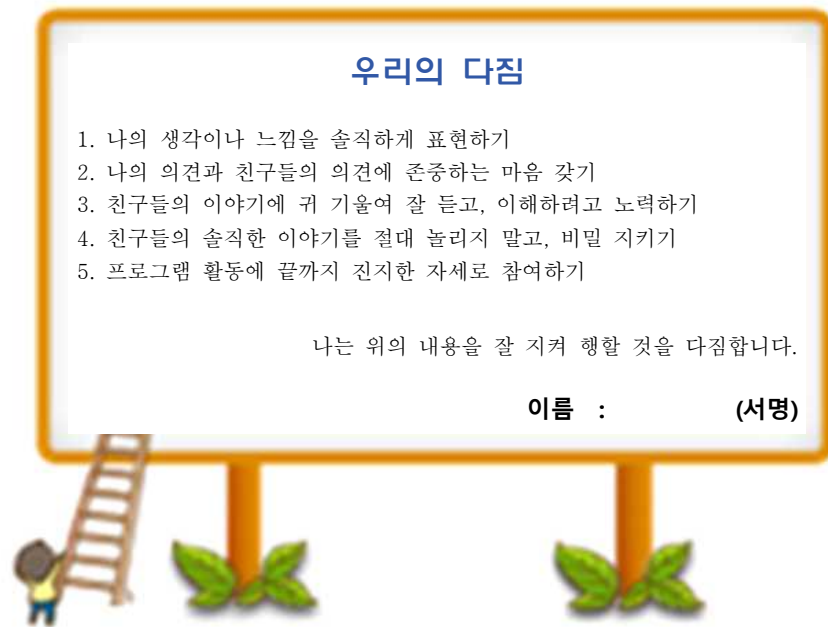 우리의 다짐
1. 나의 생각이나 느낌을 솔직하게 표현하기
2. 나의 의견과 친구들의 의견에 존중하는 마음 갖기
3. 친구들의 이야기에 귀 기울여 잘 듣고, 이해하려고 노력하기
4. 친구들의 솔직한 이야기를 절대 놀리지 말고, 비밀 지키기
5. 프로그램 활동에 끝까지 진지한 자세로 참여하기
나는 위의 내용을 잘 지켜 행할 것을 다짐합니다.
이름 : (서명)